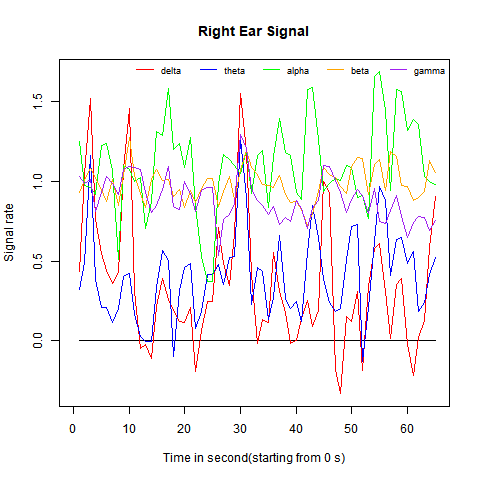 Right Ear Signal
delta theta alpha beta gamma
Signal rate
0.0 0.5 1.0 1.5
0 10 20 30 40 50 60
Time in second(starting from 0 s)